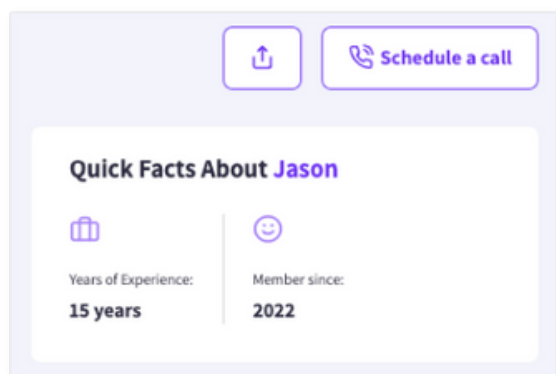 Schedule a call
Quick Facts About Jason
Years of Experience:
15 years
Member since:
2022